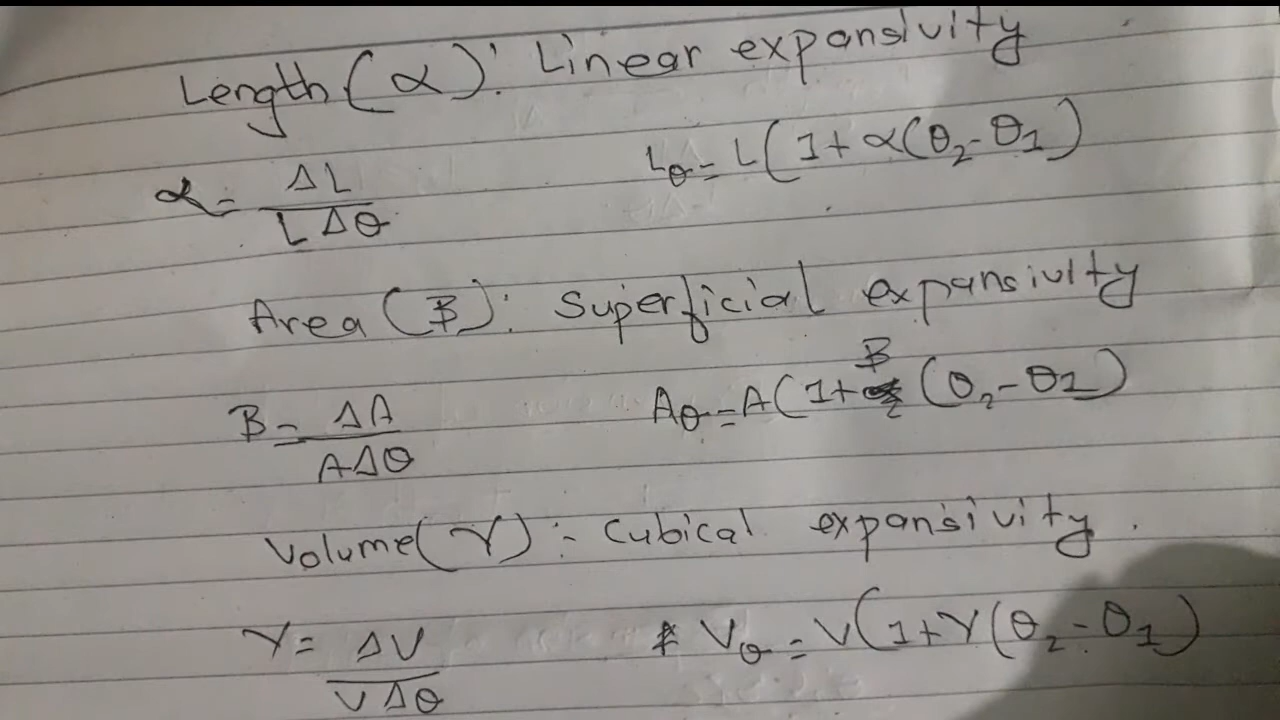 Length (α): Linear expansivity
α = ΔL / LΔθ
Lθ = L(1 + α(θ₂ - θ1)
Area (β): Superficial expansivity
β = ΔA / AΔθ
Aθ = A(1 + β(θ₂ - θ1)
Volume(γ): Cubical expansivity.
γ = ΔV / VΔθ
Vθ = V(1 + γ(θ₂ - θ1)